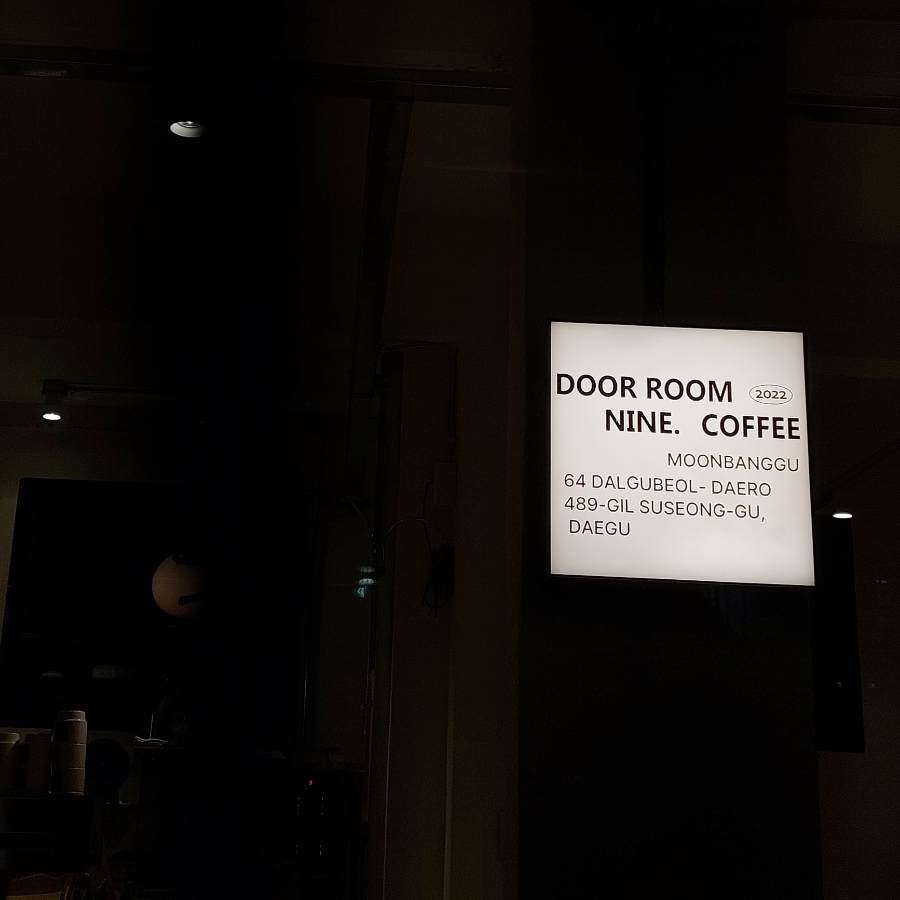 DOOR ROOM 2022
NINE. COFFEE
MOONBANGGU
64 DALGUBEOL- DAERO
489-GIL SUSEONG-GU,
DAEGU